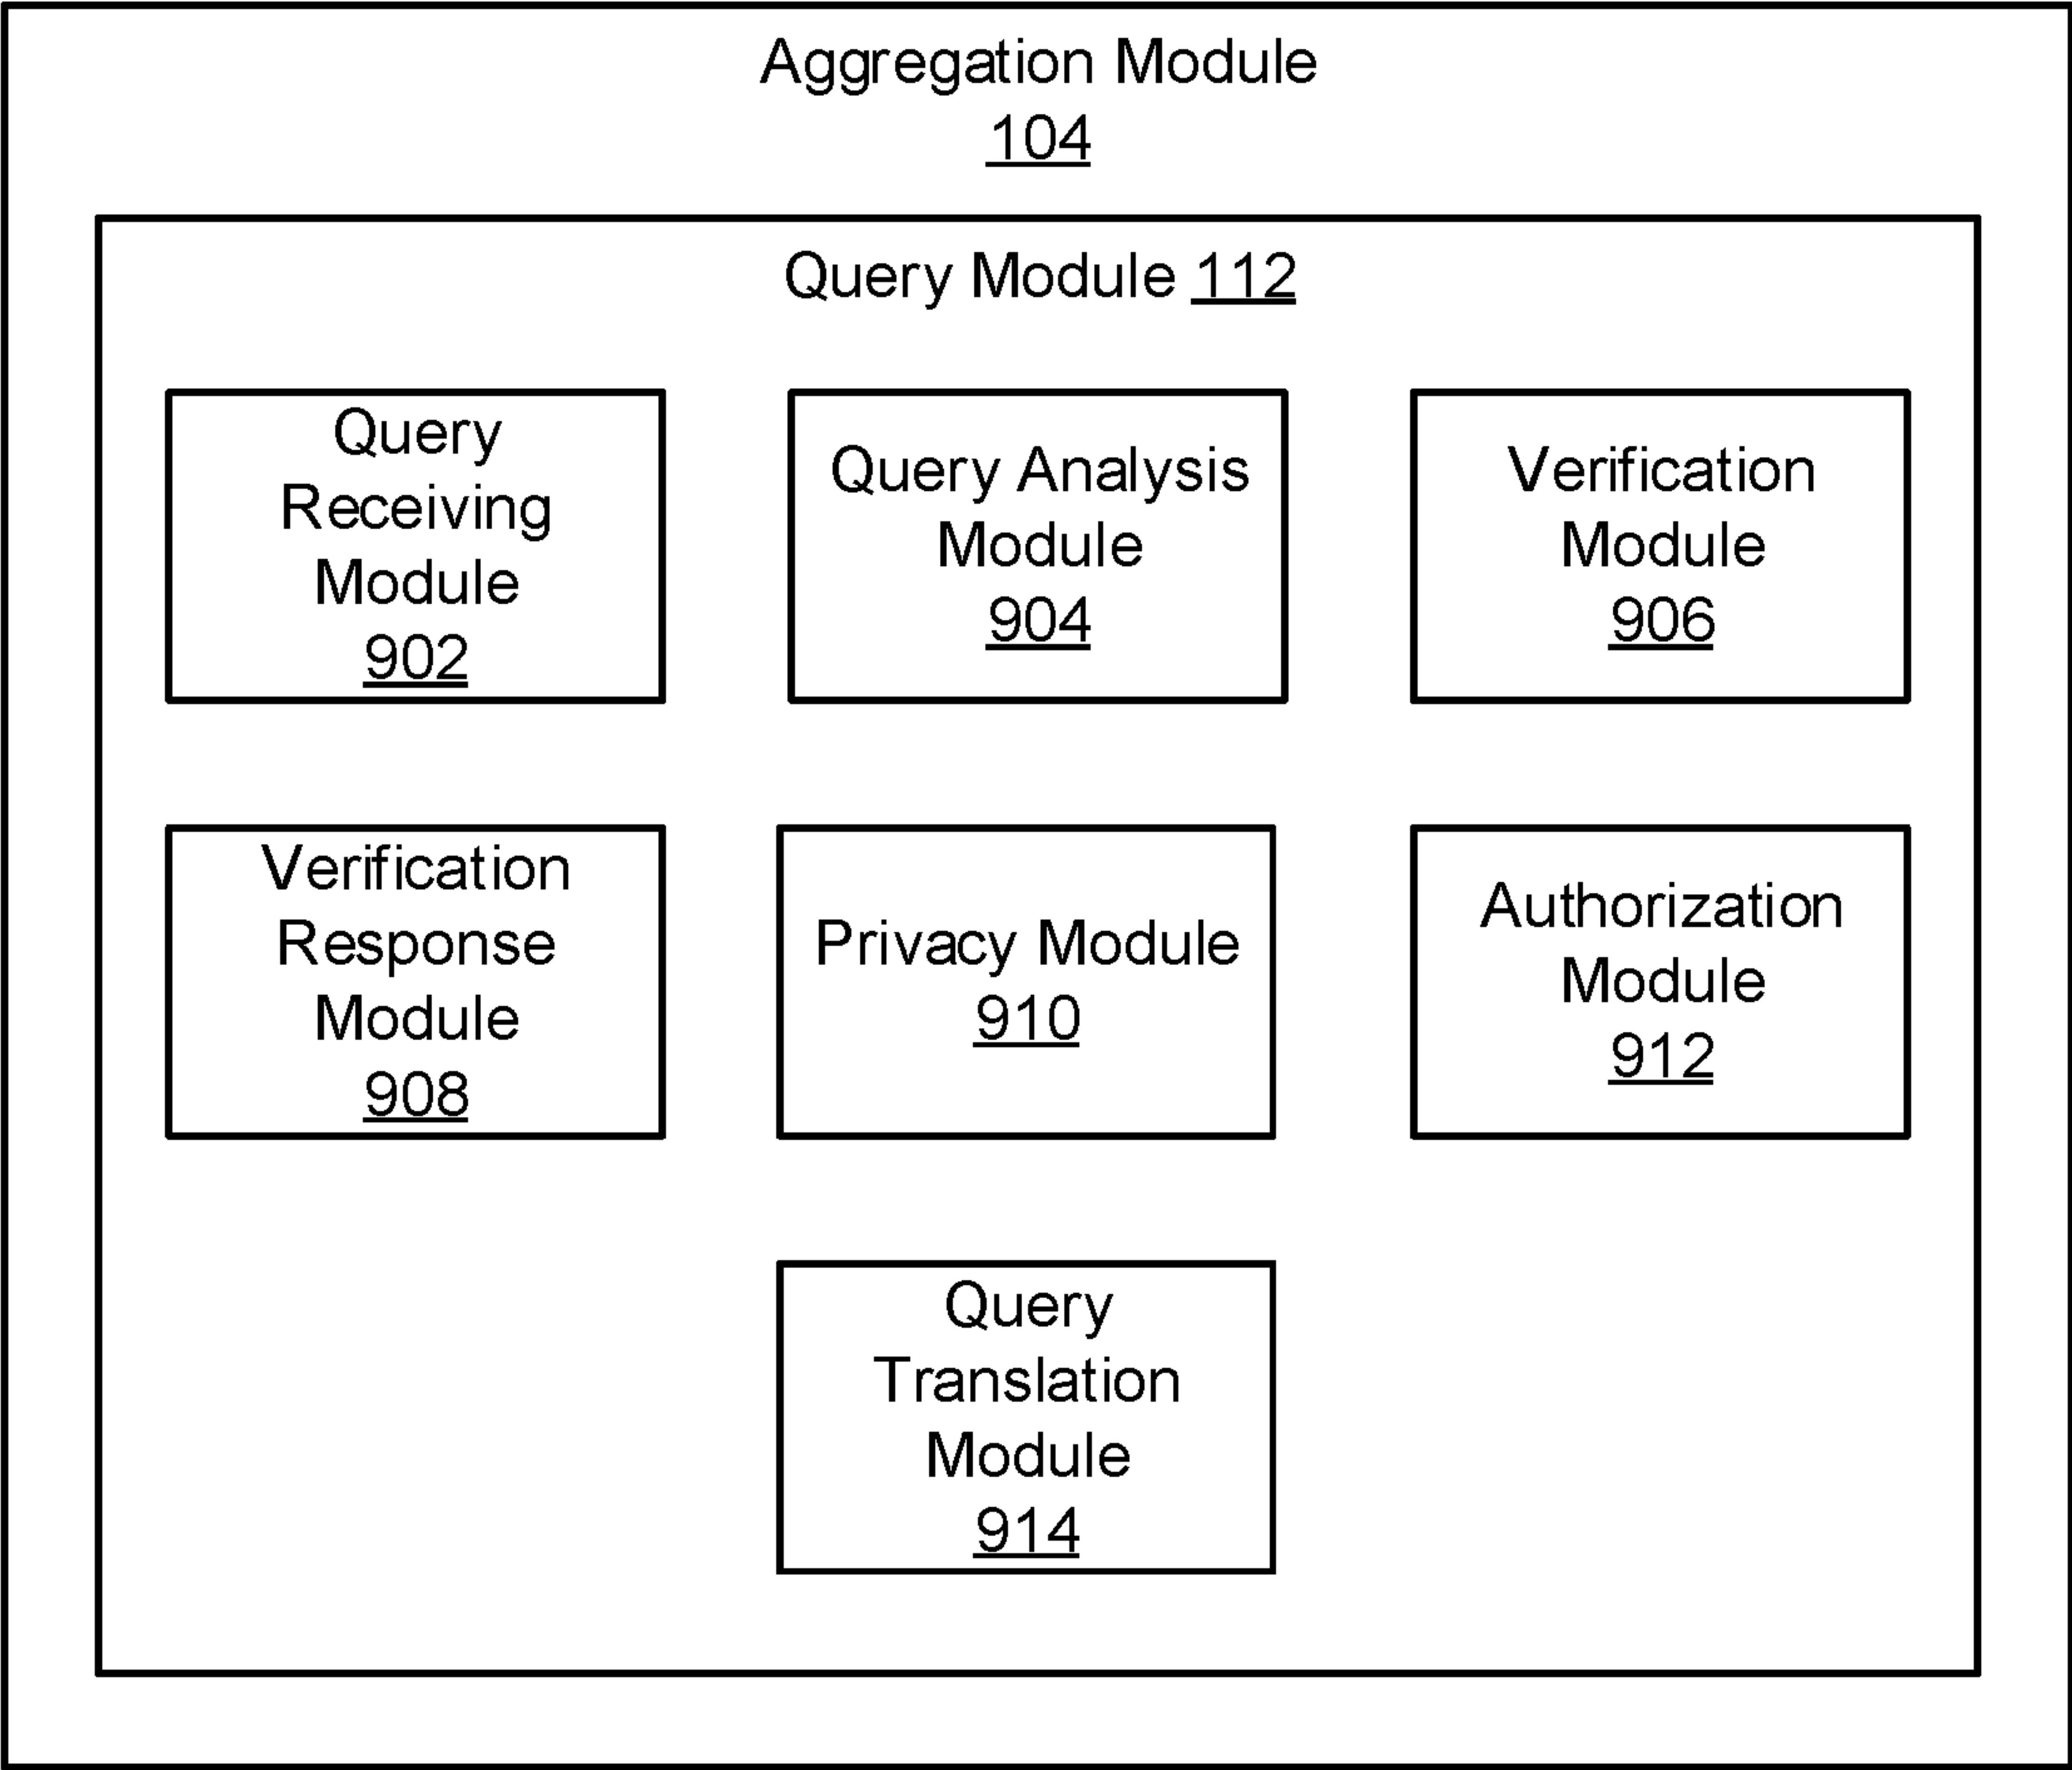 Aggregation Module
104
Query Module 112
Query
Receiving
Module
902
Query Analysis
Module
904
Verification
Module
906
Verification
Response
Module
908
Privacy Module
910
Authorization
Module
912
Query
Translation
Module
914